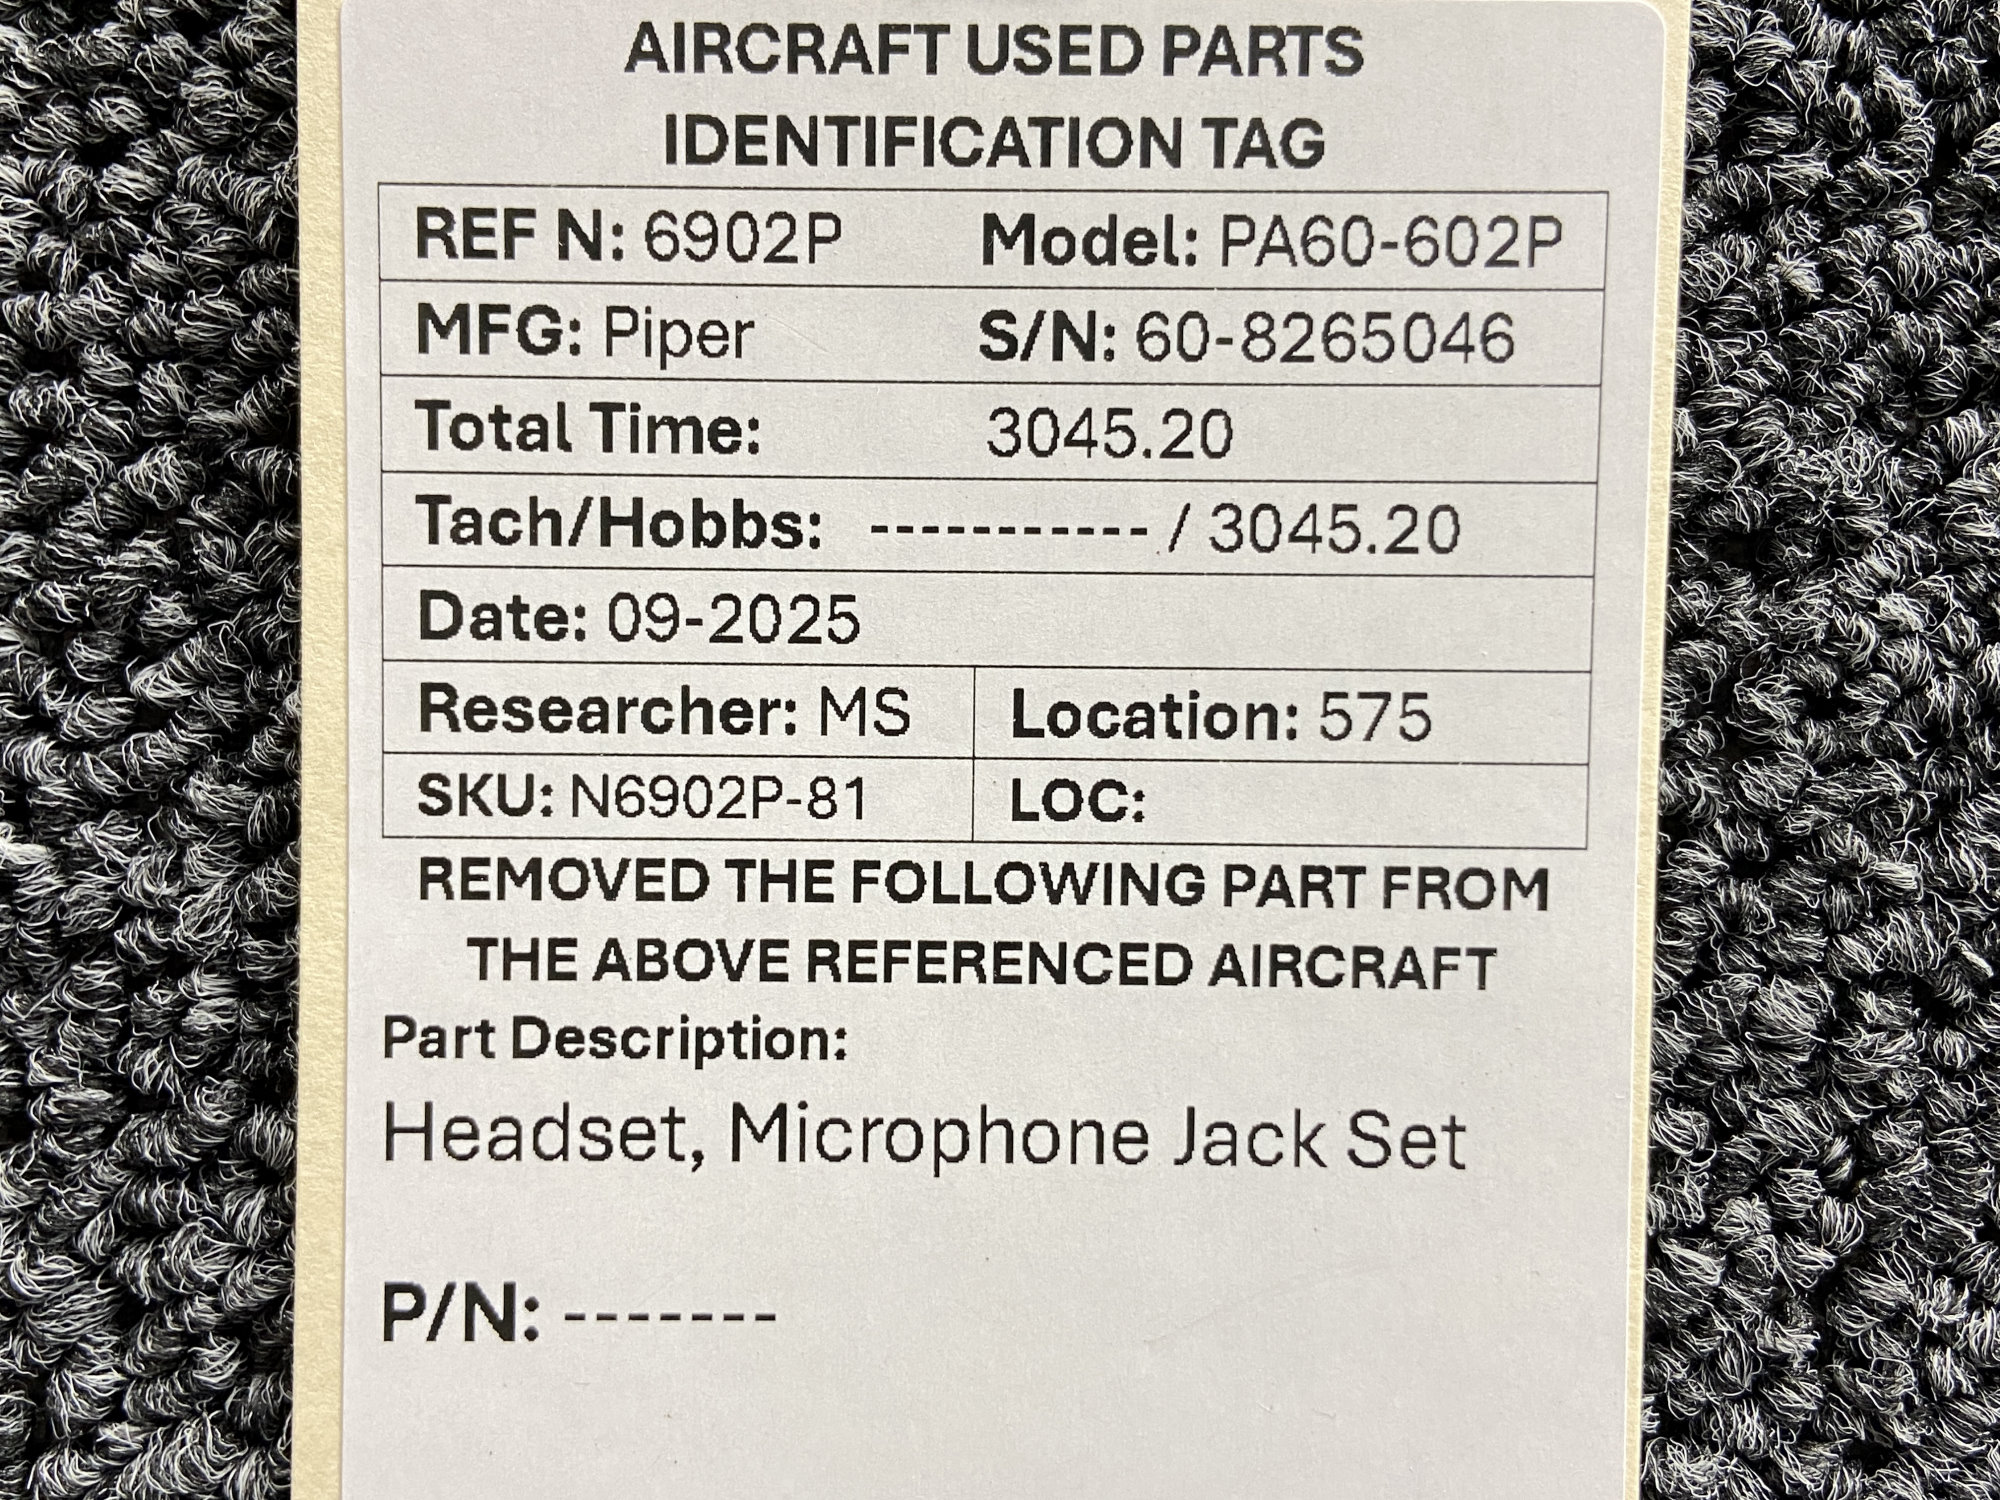 AIRCRAFT USED PARTS
IDENTIFICATION TAG
REF N: 6902P Model: PA60-602P
MFG: Piper S/N: 60-8265046
Total Time: 3045.20
Tach/Hobbs: ----------- / 3045.20
Date: 09-2025
Researcher: MS Location: 575
SKU: N6902P-81 LOC:
REMOVED THE FOLLOWING PART FROM
THE ABOVE REFERENCED AIRCRAFT
Part Description:
Headset, Microphone Jack Set
P/N: -------